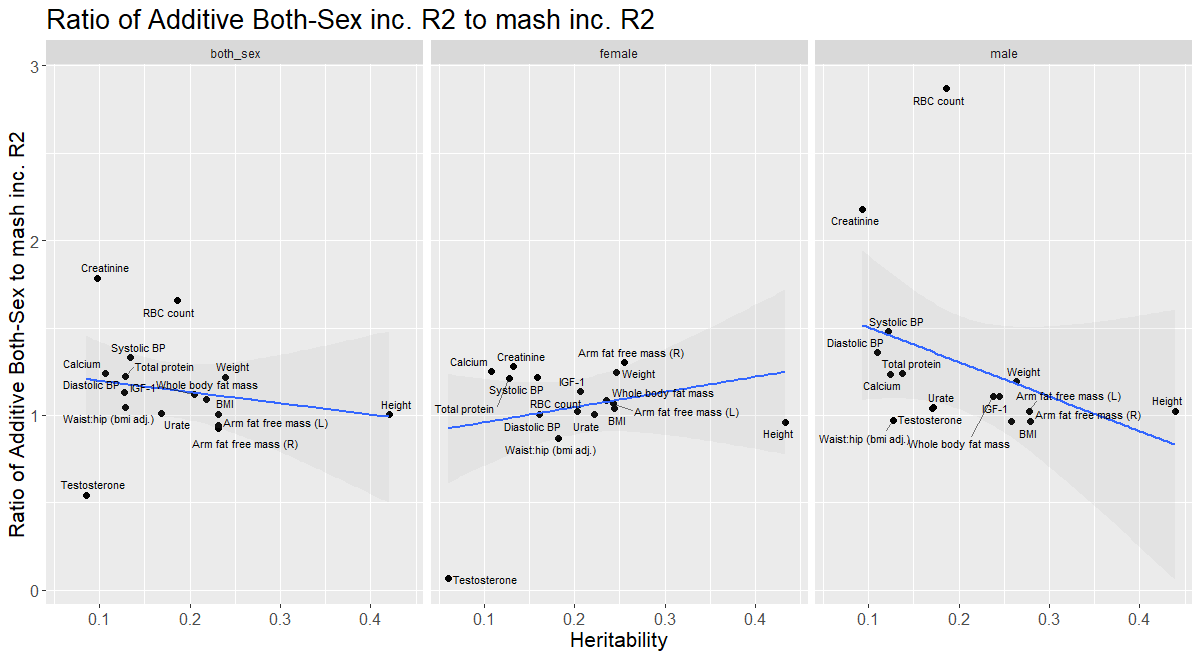 Ratio of Additive Both-Sex inc. R2 to mash inc. R2
both_sex
female
male
Ratio of Additive Both-Sex to mash inc. R2
3
2
1
0
Creatinine
RBC count
Systolic BP
Calcium
Total protein
Weight
Diastolic BP
IGF-1
Whole body fat mass
BMI
Height
Waist:hip (bmi adj.)
Urate
Arm fat free mass (L)
Arm fat free mass (R)
Testosterone
Arm fat free mass (R)
Creatinine
Calcium
Weight
IGF-1
Systolic BP
Whole body fat mass
Total protein
RBC count
Arm fat free mass (L)
Diastolic BP
Urate
BMI
Height
Waist:hip (bmi adj.)
Testosterone
RBC count
Creatinine
Systolic BP
Diastolic BP
Total protein
Weight
Calcium
Urate
Arm fat free mass (L)
Height
IGF-1
Testosterone
Arm fat free mass (R)
Waist:hip (bmi adj.)
Whole body fat mass
BMI
0.1 0.2 0.3 0.4
0.1 0.2 0.3 0.4
0.1 0.2 0.3 0.4
Heritability